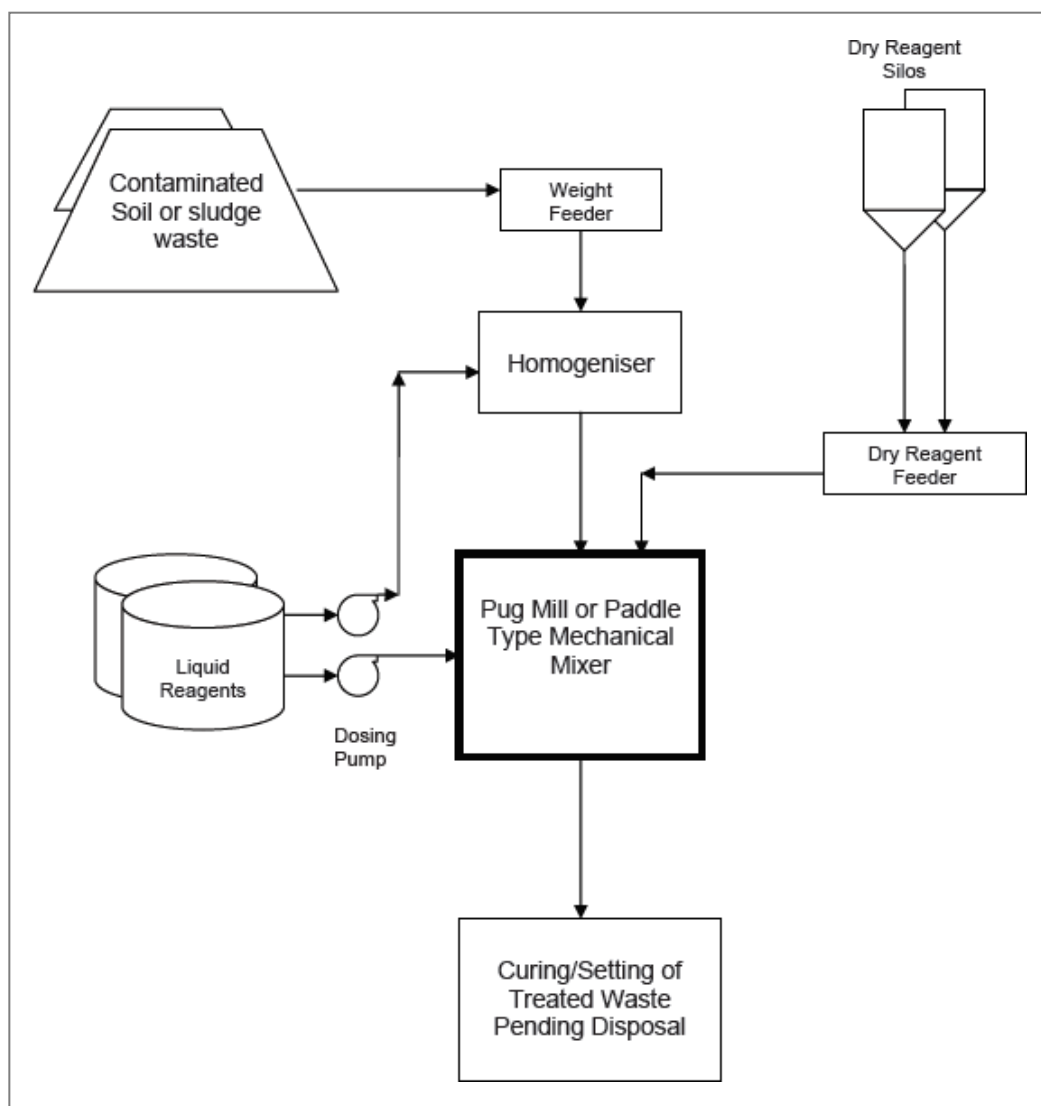 Dry Reagent
Silos
Contaminated
Soil or sludge
waste
Weight
Feeder
Homogeniser
Dry Reagent
Feeder
Pug Mill or Paddle
Type Mechanical
Mixer
Liquid
Reagents
Dosing
Pump
Curing/Setting of
Treated Waste
Pending Disposal